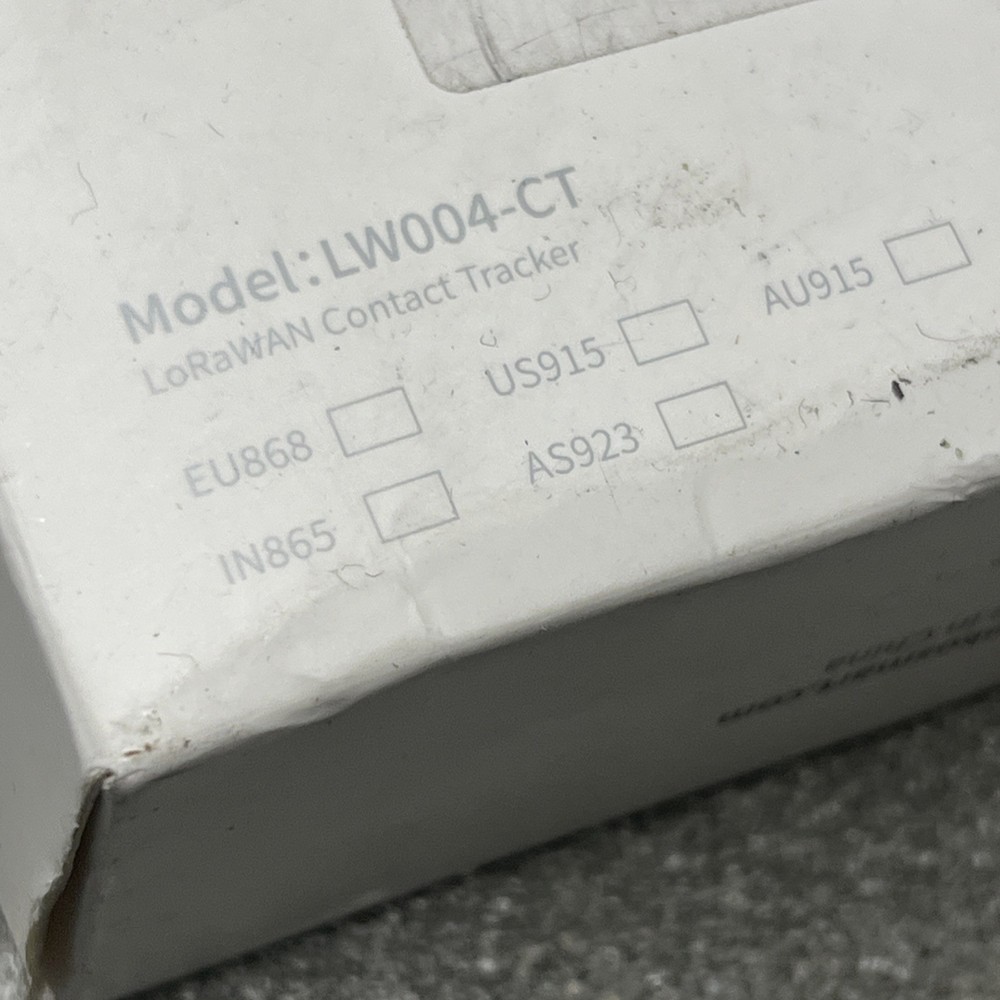 Model:LW004-CT
LoRaWAN Contact Tracker
EU868 US915 AU915
IN865 AS923